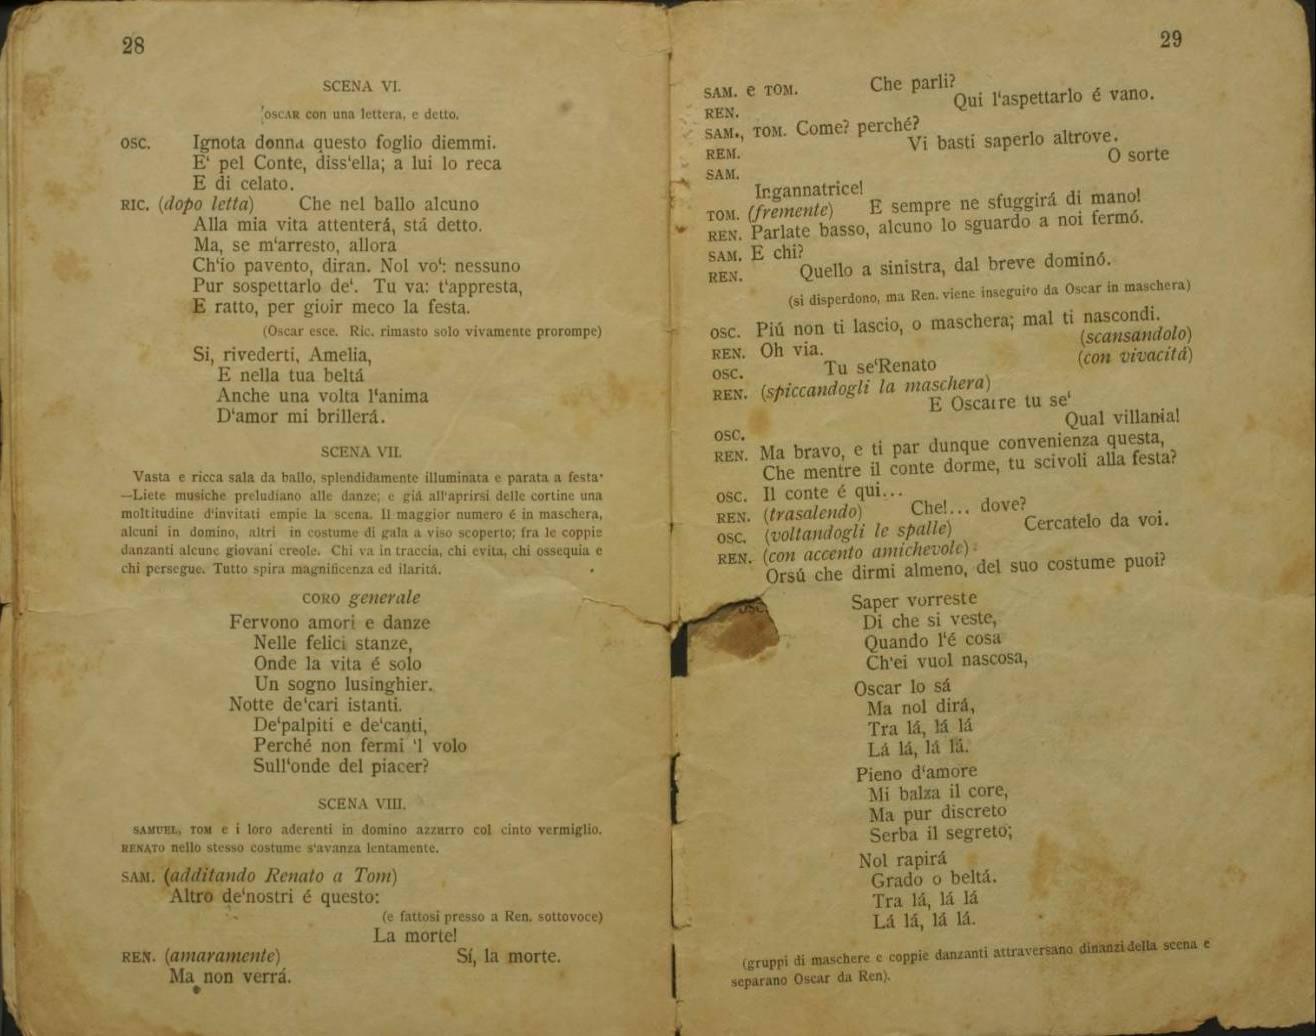 28
SCENA VI.
OSCAR con una lettera, e detto.
OSC. Ignota donna questo foglio diemmi.
E‘ pel Conte, diss‘ella; a lui lo reca
E di celato.
RIC. (dopo letta) Che nel ballo alcuno
Alla mia vita attenterá, stá detto.
Ma, se m‘arresto, allora
Ch‘io pavento, diran. Nol vo‘: nessuno
Pur sospettarlo de‘. Tu va: t‘appresta,
E ratto, per gioir meco la festa.
(Oscar esce. Ric. rimasto solo vivamente prorompe)
Si, rivederti, Amelia,
E nella tua beltá
Anche una volta l‘anima
D‘amor mi brillerá.
SCENA VII.
Vasta e ricca sala da ballo, splendidamente illuminata e parata a festa·
—Liete musiche preludiano alle danze; e giá all‘aprirsi delle cortine una
moltitudine d‘invitati empie la scena. Il maggior numero é in maschera,
alcuni in domino, altri in costume di gala a viso scoperto; fra le coppie
danzanti alcune giovani creole. Chi va in traccia, chi evita, chi ossequia e
chi persegue. Tutto spira magnificenza ed ilaritá.
CORO generale
Fervono amori e danze
Nelle felici stanze,
Onde la vita é solo
Un sogno lusinghier.
Notte de‘cari istanti.
De‘palpiti e de‘canti,
Perché non fermi ‘l volo
Sull‘onde del piacer?
SCENA VIII.
SAMUEL, TOM e i loro aderenti in domino azzurro col cinto vermiglio.
RENATO nello stesso costume s‘avanza lentamente.
SAM. (additando Renato a Tom)
Altro de‘nostri é questo:
(e fattosi presso a Ren. sottovoce)
La morte!
REN. (amaramente) Sí, la morte.
Ma non verrá.
29
SAM. e TOM. Che parli?
REN. Qui l‘aspettarlo é vano.
SAM., TOM. Come? perché?
REM. Vi basti saperlo altrove.
SAM. O sorte
Ingannatrice!
TOM. (fremente) E sempre ne sfuggirá di mano!
REN. Parlate basso, alcuno lo sguardo a noi fermó.
SAM. E chi?
REN. Quello a sinistra, dal breve dominó.
(si disperdono, ma Ren. viene inseguito da Oscar in maschera)
OSC. Piú non ti lascio, o maschera; mal ti nascondi.
REN. Oh via. (scansandolo)
OSC. Tu se‘Renato (con vivacitá)
REN. (spiccandogli la maschera)
E Oscarre tu se‘
OSC. Qual villania!
REN. Ma bravo, e ti par dunque convenienza questa,
Che mentre il conte dorme, tu scivoli alla festa?
OSC. Il conte é qui...
REN. (trasalendo) Che!... dove?
OSC. (voltandogli le spalle) Cercatelo da voi.
REN. (con accento amichevole)
Orsú che dirmi almeno, del suo costume puoi?
OSC. Saper vorreste
Di che si veste,
Quando l‘é cosa
Ch‘ei vuol nascosa,
Oscar lo sá
Ma nol dirá,
Tra lá, lá lá
Lá lá, lá lá.
Pieno d‘amore
Mi balza il core,
Ma pur discreto
Serba il segreto;
Nol rapirá
Grado o beltá.
Tra lá, lá lá
Lá lá, lá lá.
(gruppi di maschere e coppie danzanti attraversano dinanzi della scena e
separano Oscar da Ren).